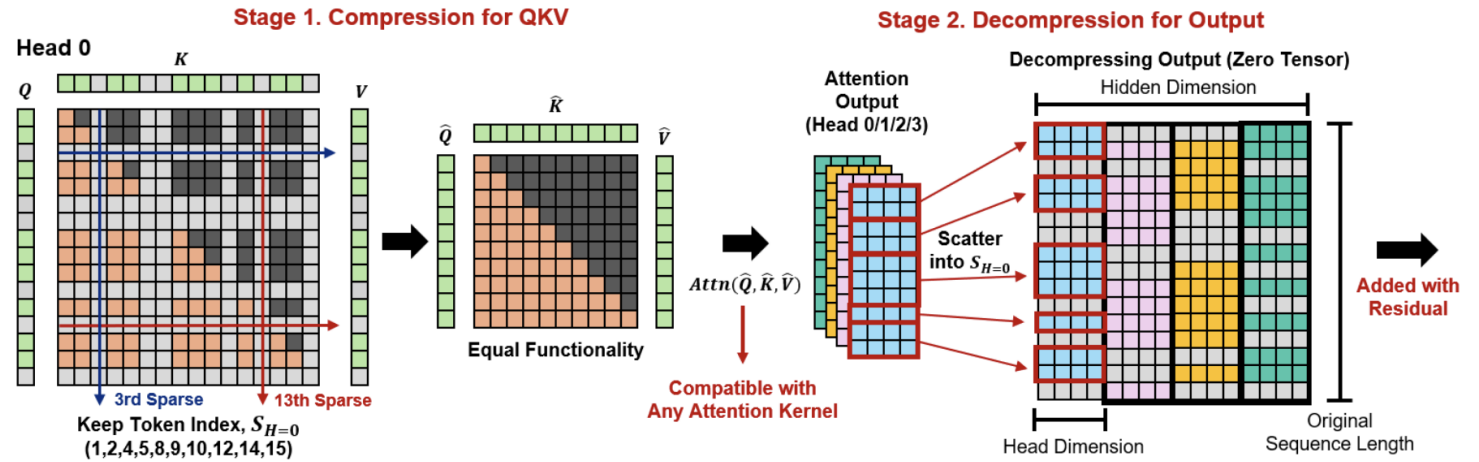 Stage 1. Compression for QKV
Stage 2. Decompression for Output
Head 0
K
Q
V
K̂
Q̂
V̂
3rd Sparse
13th Sparse
Keep Token Index, S_{H=0}
(1,2,4,5,8,9,10,12,14,15)
Equal Functionality
Attn(Q̂, K̂, V̂)
Compatible with
Any Attention Kernel
Attention
Output
(Head 0/1/2/3)
Scatter
into S_{H=0}
Decompressing Output (Zero Tensor)
Hidden Dimension
Head Dimension
Original
Sequence Length
Added with
Residual